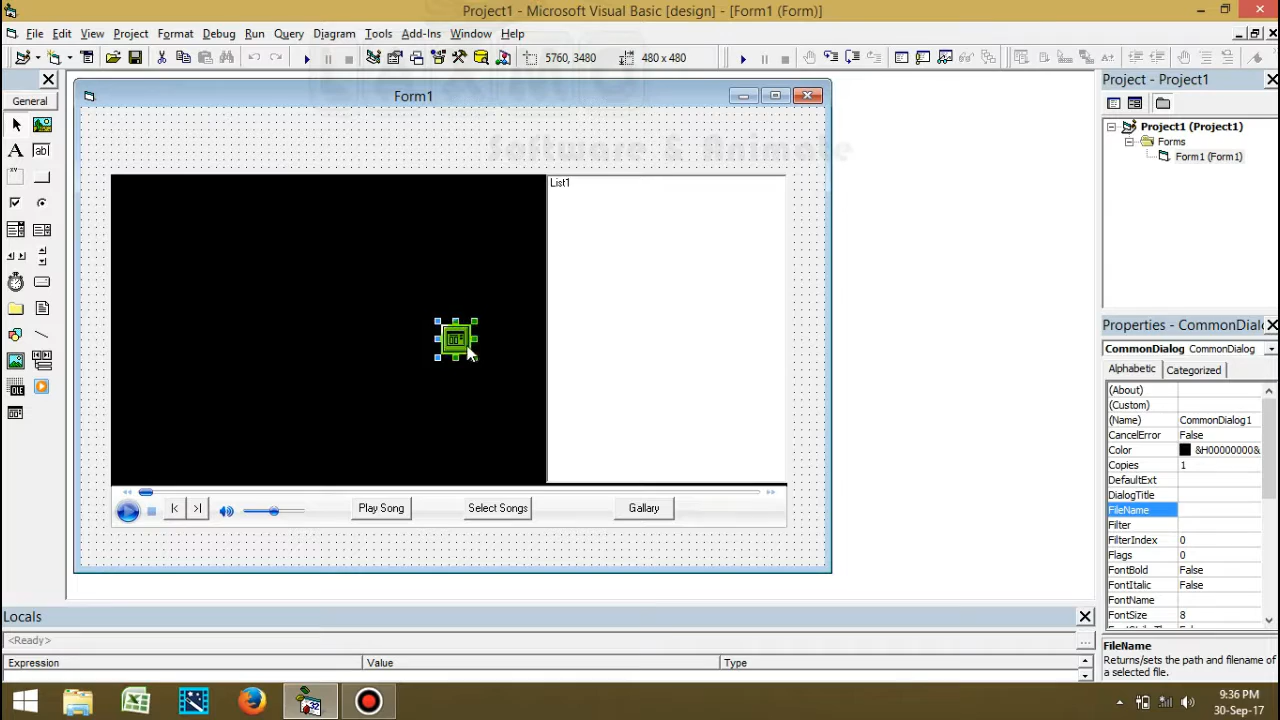 Project1 - Microsoft Visual Basic [design] - [Form1 (Form)]
File Edit View Project Format Debug Run Query Diagram Tools Add-Ins Window Help
5760, 3480 480 x 480
General
Form1
Software & Animate
List1
Play Song Select Songs Gallary
Project - Project1
Project1 (Project1)
Forms
Form1 (Form1)
Properties - CommonDialo
CommonDialog CommonDialog
Alphabetic Categorized
(About)
(Custom)
(Name) CommonDialog1
CancelError False
Color &H00000000&
Copies 1
DefaultExt
DialogTitle
FileName
Filter
FilterIndex 0
Flags 0
FontBold False
FontItalic False
FontName
FontSize 8
FileName
Returns/sets the path and filename of
a selected file.
Locals
<Ready>
Expression Value Type
9:36 PM
30-Sep-17